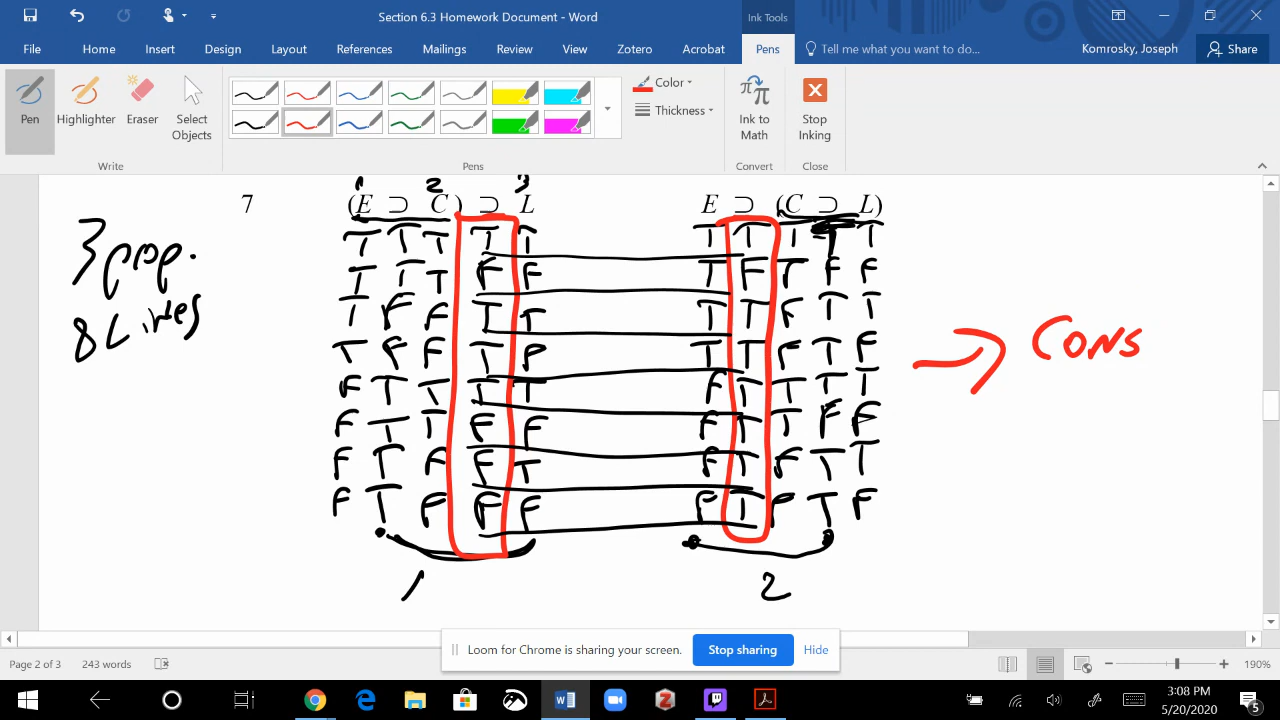 Section 6.3 Homework Document - Word
Ink Tools
File Home Insert Design Layout References Mailings Review View Zotero Acrobat Pens Tell me what you want to do... Komrosky, Joseph Share
Pen Highlighter Eraser Select Objects
Color
Thickness
Ink to Math
Stop Inking
Write Pens Convert Close
1 2 3
7 (E ⊃ C) ⊃ L E ⊃ (C ⊃ L)
T T T T T T T T T T
T T T F F T F T F F
T F F T T T T F T T
T F F T F T T F T F
F T T T T F T T T T
F T T F F F T T F F
F T F F T F T F T T
F T F F F F T F T F
3 prop.
8 Lines
→ Cons
1 2
Loom for Chrome is sharing your screen. Stop sharing Hide
Page 2 of 3 243 words 190%
3:08 PM
5/20/2020
5